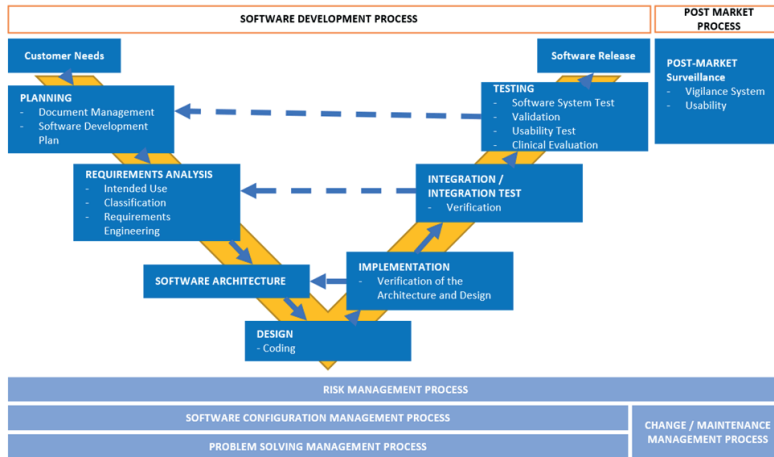 SOFTWARE DEVELOPMENT PROCESS
POST MARKET
PROCESS
Customer Needs
Software Release
POST-MARKET
Surveillance
- Vigilance System
- Usability
PLANNING
- Document Management
- Software Development
Plan
TESTING
- Software System Test
- Validation
- Usability Test
- Clinical Evaluation
REQUIREMENTS ANALYSIS
- Intended Use
- Classification
- Requirements
Engineering
INTEGRATION /
INTEGRATION TEST
- Verification
SOFTWARE ARCHITECTURE
IMPLEMENTATION
- Verification of the
Architecture and Design
DESIGN
- Coding
RISK MANAGEMENT PROCESS
SOFTWARE CONFIGURATION MANAGEMENT PROCESS
PROBLEM SOLVING MANAGEMENT PROCESS
CHANGE / MAINTENANCE
MANAGEMENT PROCESS